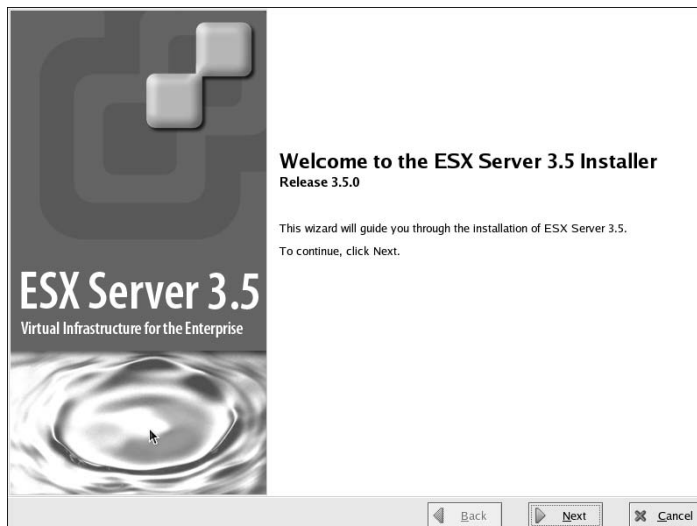 Welcome to the ESX Server 3.5 Installer
Release 3.5.0
This wizard will guide you through the installation of ESX Server 3.5.
To continue, click Next.
ESX Server 3.5
Virtual Infrastructure for the Enterprise
Back
Next
Cancel